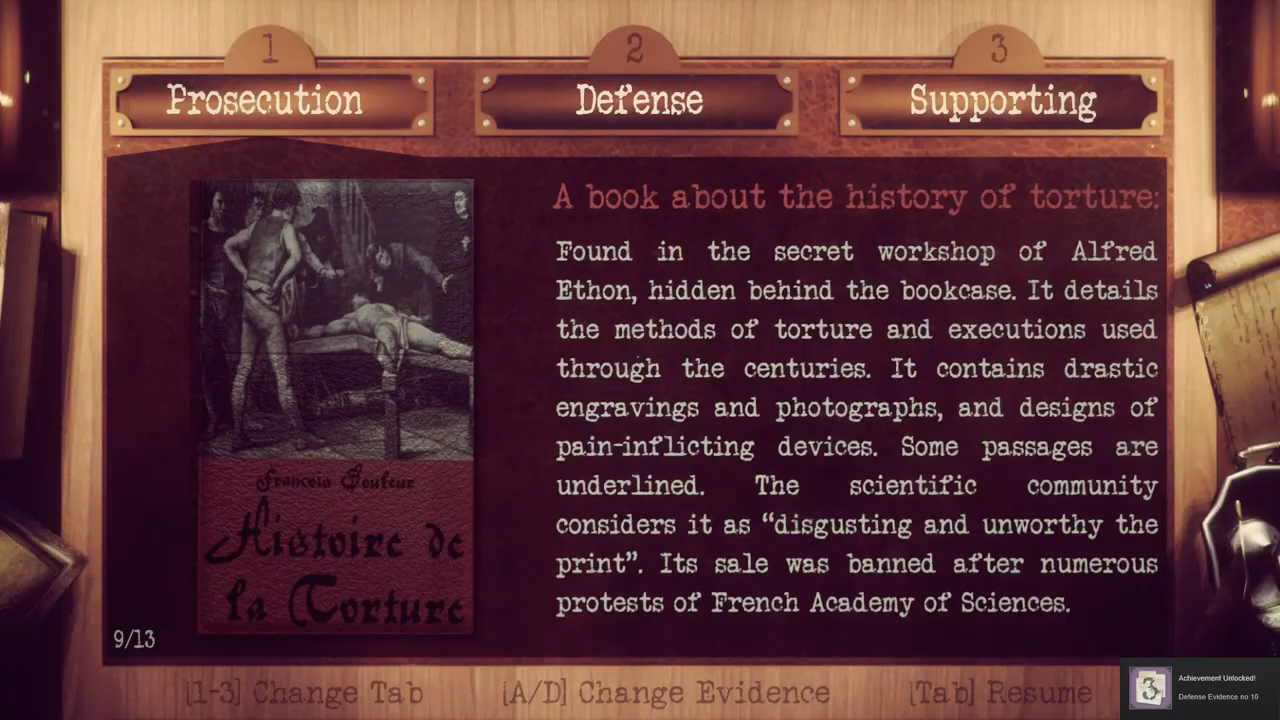 1
2
3
Prosecution
Defense
Supporting
A book about the history of torture:
Found in the secret workshop of Alfred
Ethon, hidden behind the bookcase. It details
the methods of torture and executions used
through the centuries. It contains drastic
engravings and photographs, and designs of
pain-inflicting devices. Some passages are
underlined. The scientific community
considers it as “disgusting and unworthy the
print”. Its sale was banned after numerous
protests of French Academy of Sciences.
Francois Douleur
Histoire de
la Torture
9/13
[1-3] Change Tab
[A/D] Change Evidence
[Tab] Resume
3
Achievement Unlocked!
Defense Evidence no 10